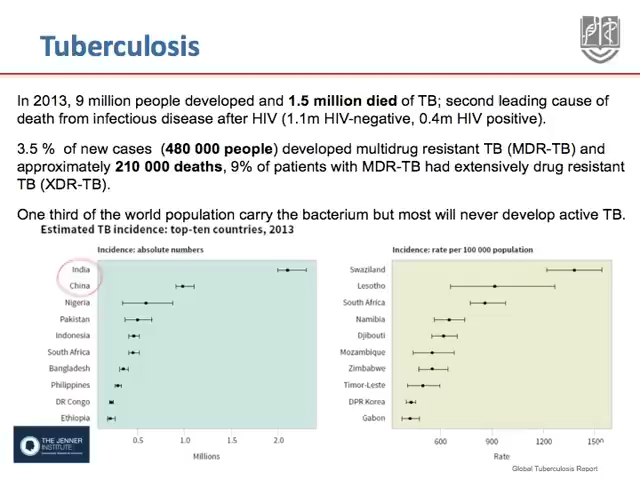 Tuberculosis
In 2013, 9 million people developed and 1.5 million died of TB; second leading cause of
death from infectious disease after HIV (1.1m HIV-negative, 0.4m HIV positive).
3.5 % of new cases (480 000 people) developed multidrug resistant TB (MDR-TB) and
approximately 210 000 deaths, 9% of patients with MDR-TB had extensively drug resistant
TB (XDR-TB).
One third of the world population carry the bacterium but most will never develop active TB.
Estimated TB incidence: top-ten countries, 2013
Incidence: absolute numbers
India
China
Nigeria
Pakistan
Indonesia
South Africa
Bangladesh
Philippines
DR Congo
Ethiopia
0.5 1.0 1.5 2.0
Millions
Incidence: rate per 100 000 population
Swaziland
Lesotho
South Africa
Namibia
Djibouti
Mozambique
Zimbabwe
Timor-Leste
DPR Korea
Gabon
600 900 1200 1500
Rate
THE JENNER
INSTITUTE
Global Tuberculosis Report